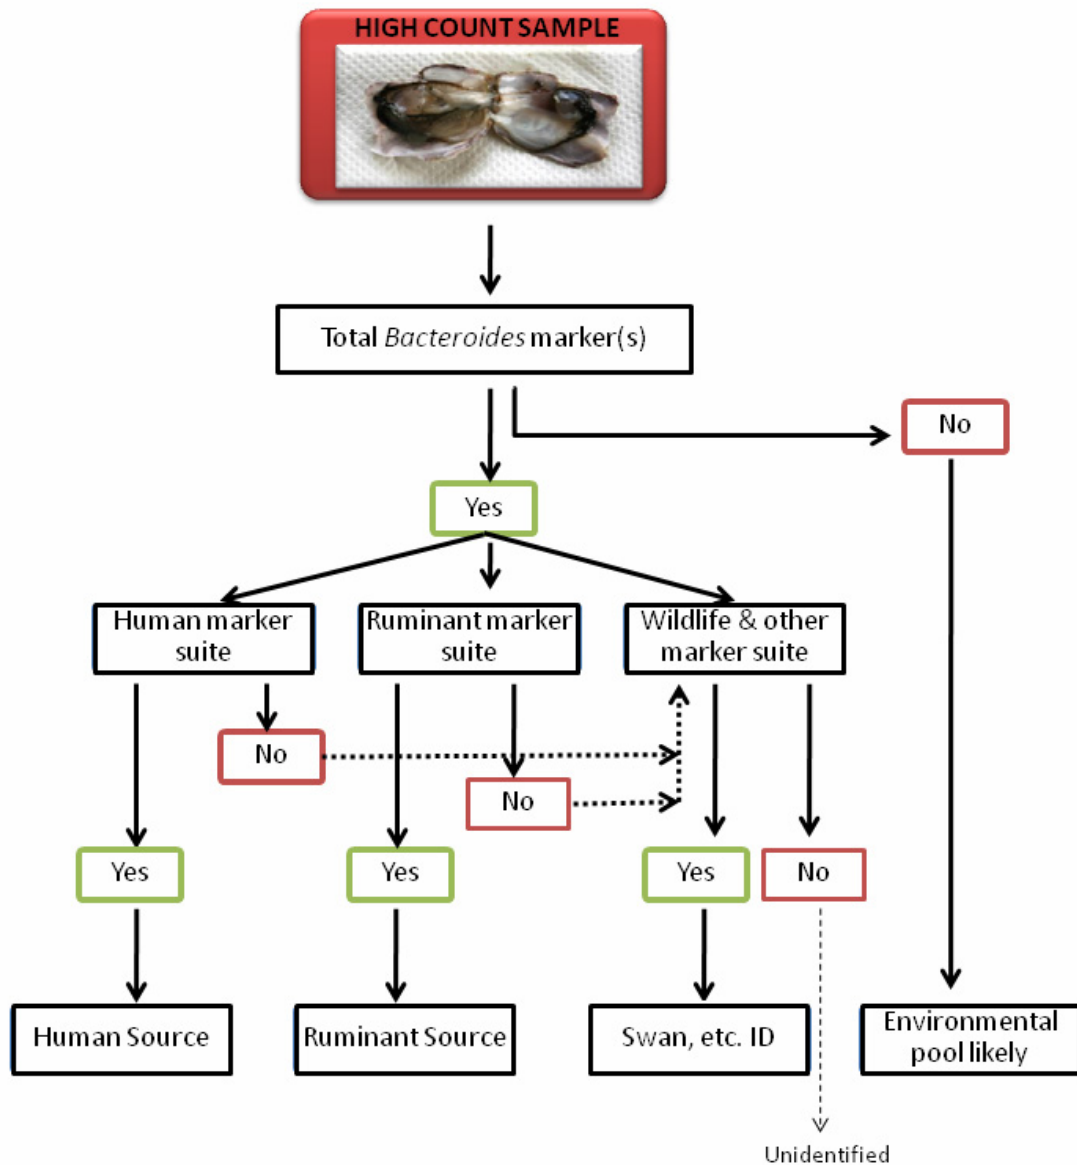 HIGH COUNT SAMPLE
Total Bacteroides marker(s)
No
Yes
Human marker
suite
Ruminant marker
suite
Wildlife & other
marker suite
No
No
Yes
Yes
Yes
No
Human Source
Ruminant Source
Swan, etc. ID
Environmental
pool likely
Unidentified